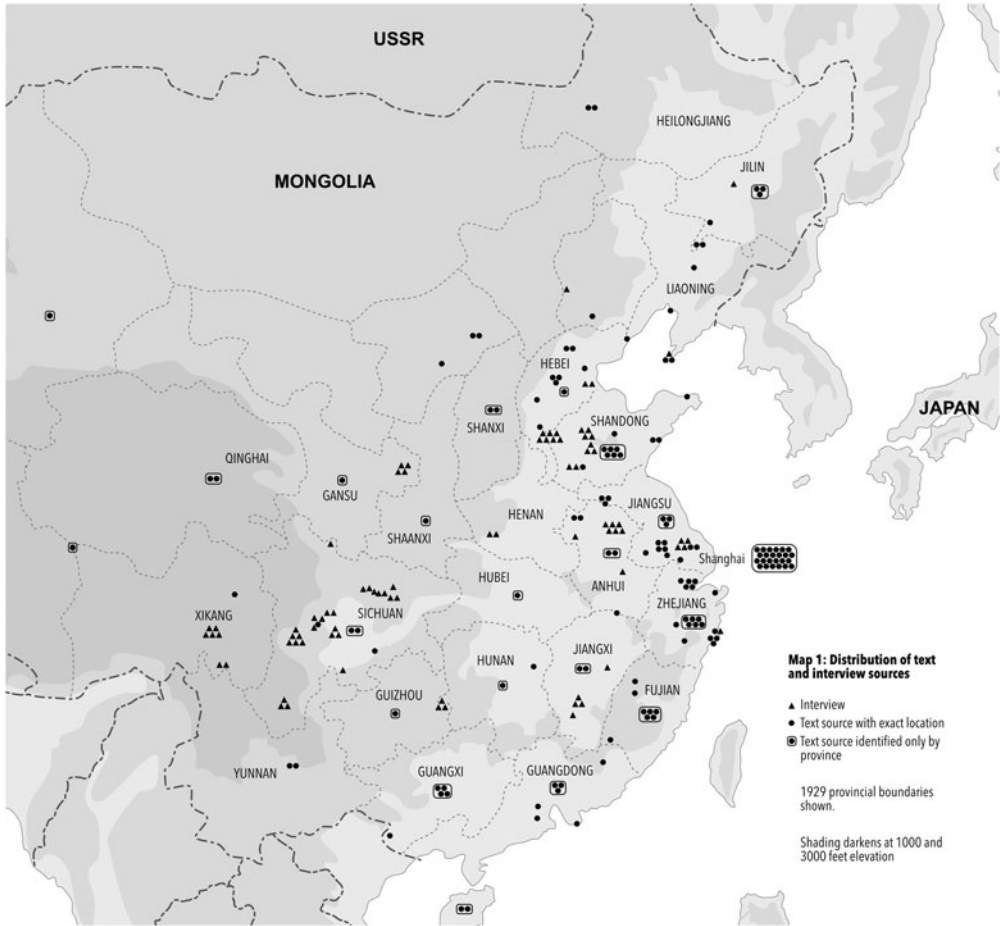 USSR
HEILONGJIANG
MONGOLIA
JILIN
LIAONING
HEBEI
JAPAN
SHANXI
SHANDONG
QINGHAI
GANSU
JIANGSU
HENAN
SHAANXI
Shanghai
HUBEI
ANHUI
XIKANG
SICHUAN
ZHEJIANG
JIANGXI
HUNAN
GUIZHOU
FUJIAN
YUNNAN
GUANGXI
GUANGDONG
Map 1: Distribution of text
and interview sources
Interview
Text source with exact location
Text source identified only by
province
1929 provincial boundaries
shown.
Shading darkens at 1000 and
3000 feet elevation